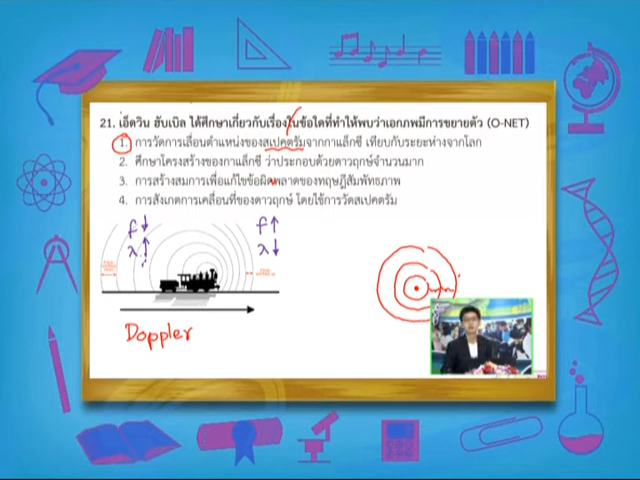 21. เอ็ดวิน ฮับเบิล ได้ศึกษาเกี่ยวกับเรื่องในข้อใดที่ทำให้พบว่าเอกภพมีการขยายตัว (O-NET)
1. การวัดการเลื่อนตำแหน่งของสเปคตรัมจากกาแล็กซี เทียบกับระยะห่างจากโลก
2. ศึกษาโครงสร้างของกาแล็กซี ว่าประกอบด้วยดาวฤกษ์จำนวนมาก
3. การสร้างสมการเพื่อแก้ไขข้อผิดพลาดของทฤษฎีสัมพัทธภาพ
4. การสังเกตการเคลื่อนที่ของดาวฤกษ์ โดยใช้การวัดสเปคตรัม
f↓ f↑
λ↑ λ↓
Doppler